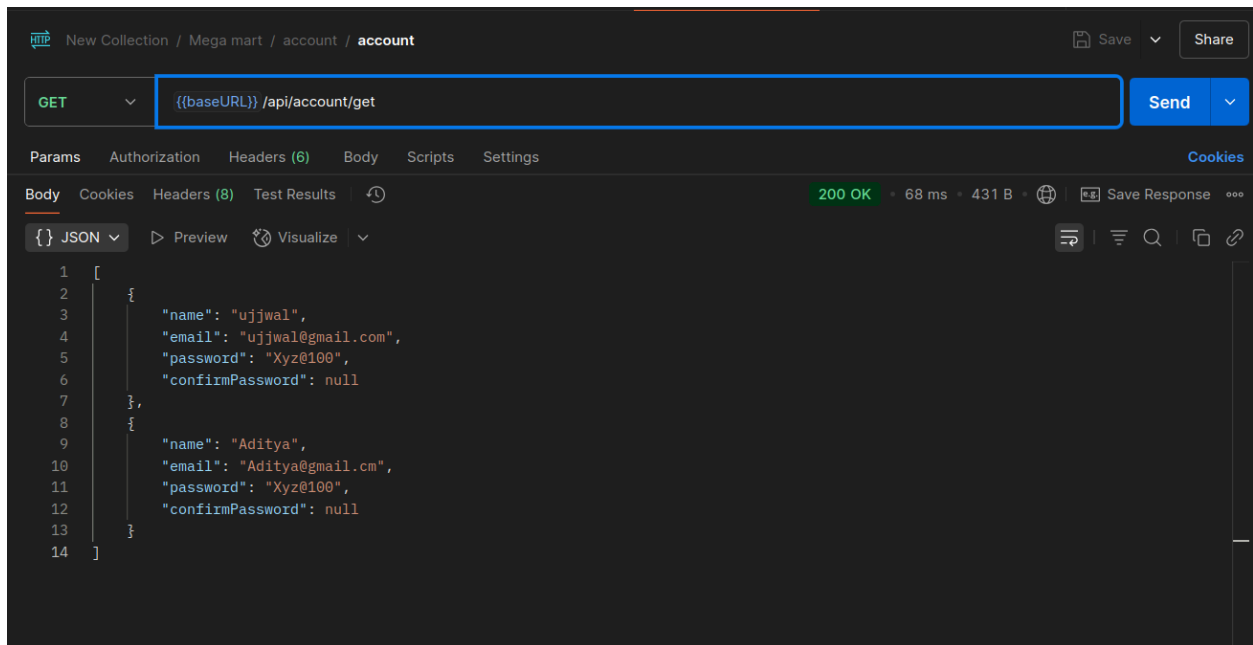 HTTP New Collection / Mega mart / account / account Save Share
GET {{baseURL}} /api/account/get Send
Params Authorization Headers (6) Body Scripts Settings Cookies
Body Cookies Headers (8) Test Results 200 OK • 68 ms • 431 B • e.g. Save Response
{} JSON Preview Visualize
1 [
2 {
3 "name": "ujjwal",
4 "email": "ujjwal@gmail.com",
5 "password": "Xyz@100",
6 "confirmPassword": null
7 },
8 {
9 "name": "Aditya",
10 "email": "Aditya@gmail.cm",
11 "password": "Xyz@100",
12 "confirmPassword": null
13 }
14 ]